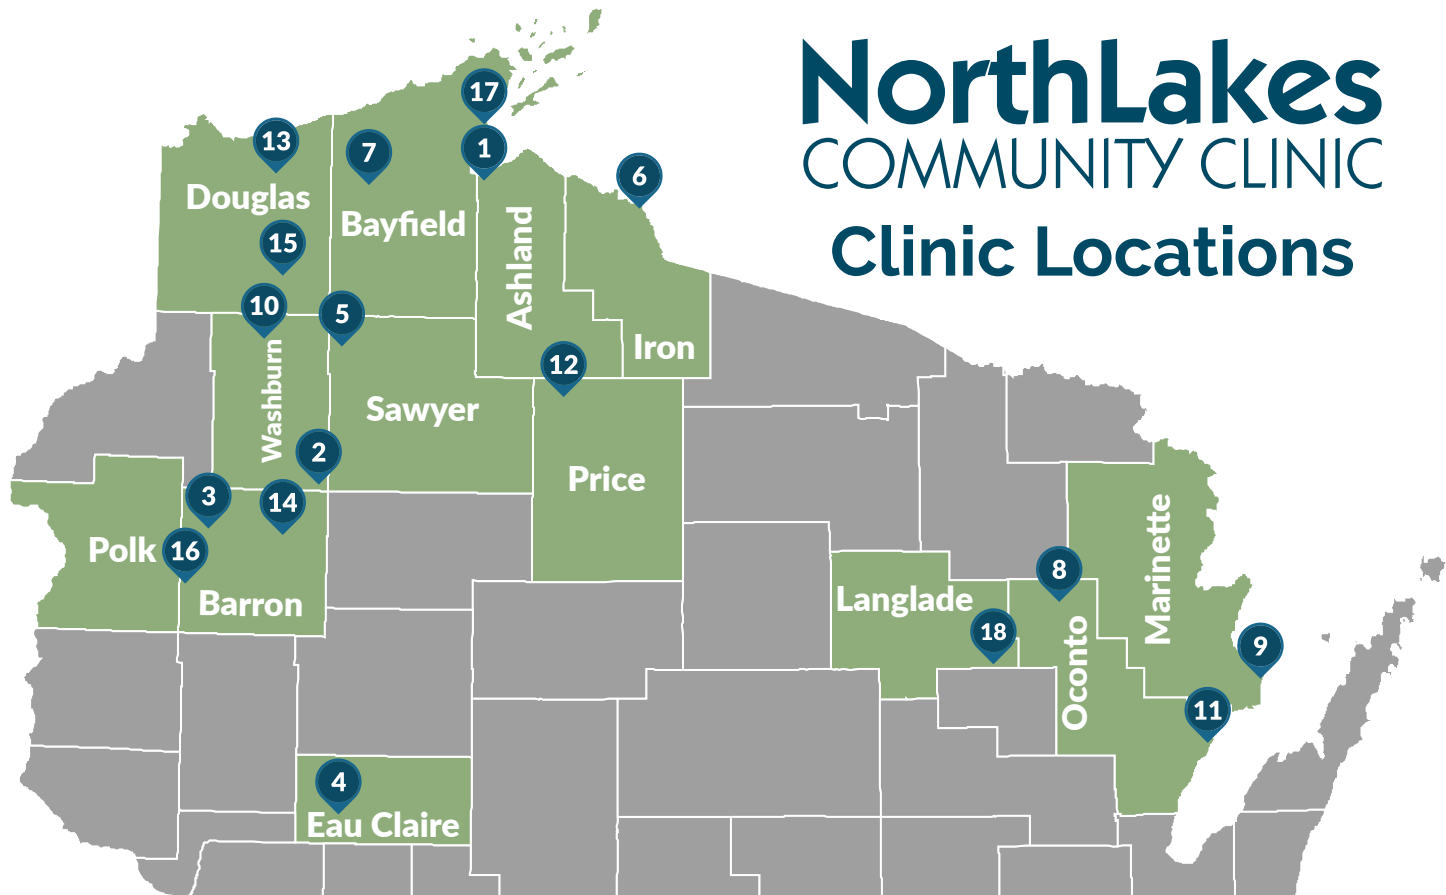 NorthLakes
COMMUNITY CLINIC
Clinic Locations
17
13
7
1
6
Douglas
Bayfield
Ashland
15
10
5
Iron
12
Washburn
Sawyer
2
Price
3
14
Marinette
Polk
16
8
Langlade
Barron
18
9
Oconto
11
4
Eau Claire